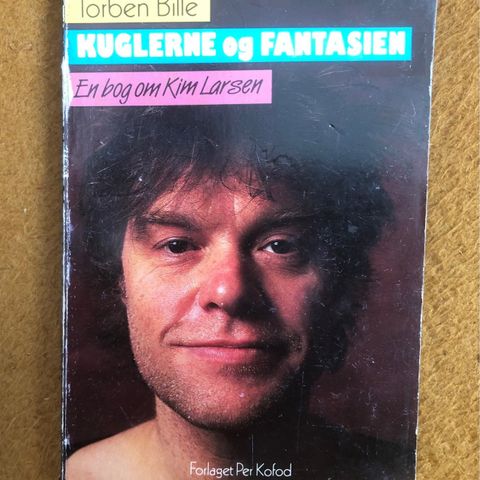 Torben Bille
KUGLERNE og FANTASIEN
En bog om Kim Larsen
Forlaget Per Kofod